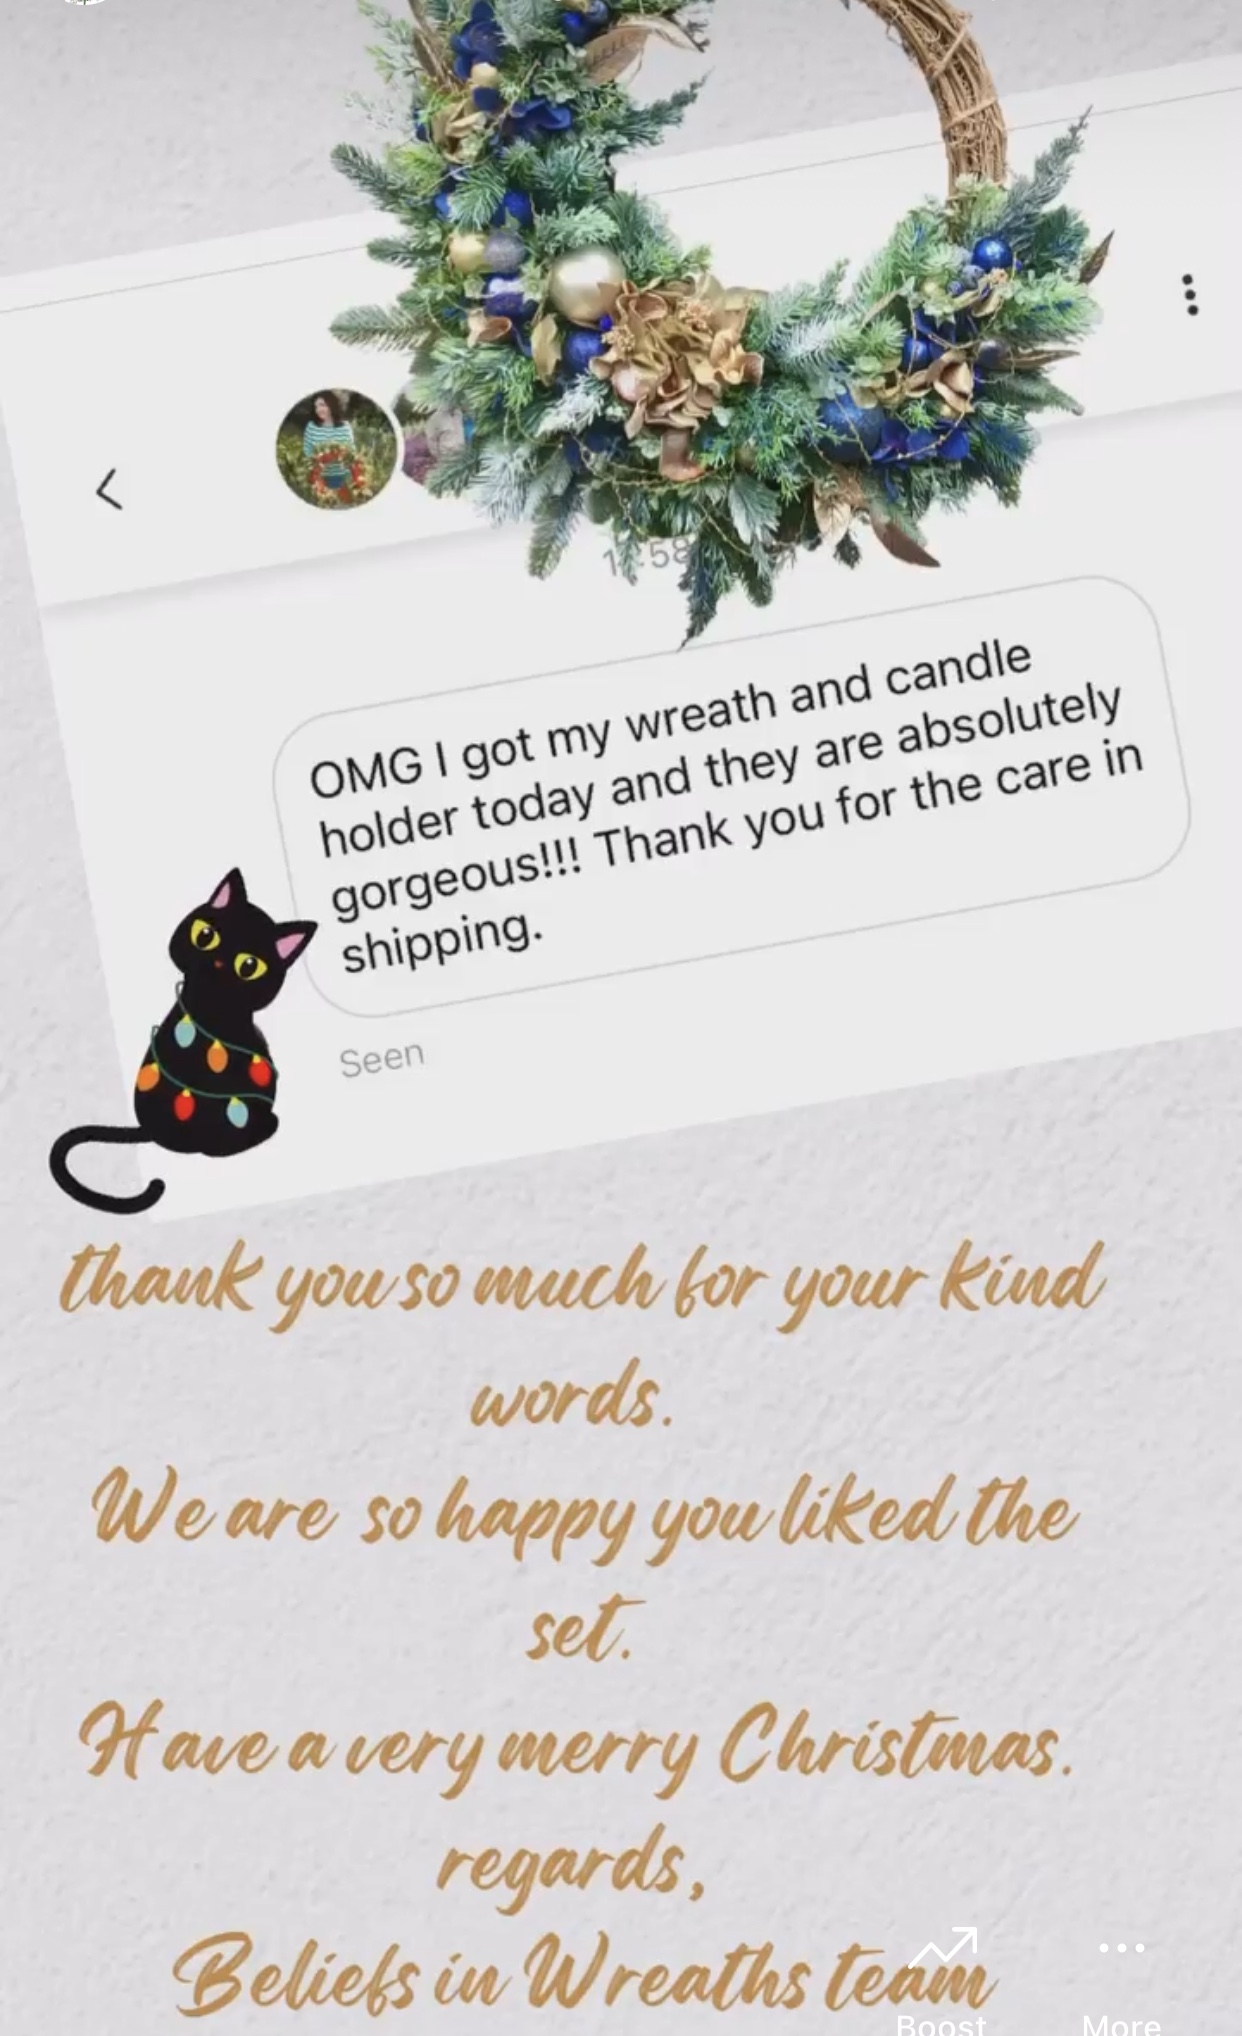 OMG I got my wreath and candle
holder today and they are absolutely
gorgeous!!! Thank you for the care in
shipping.
Seen
thank you so much for your kind
words.
We are so happy you liked the
set.
Have a very merry Christmas.
regards,
Beliefs in Wreaths team
Boost More